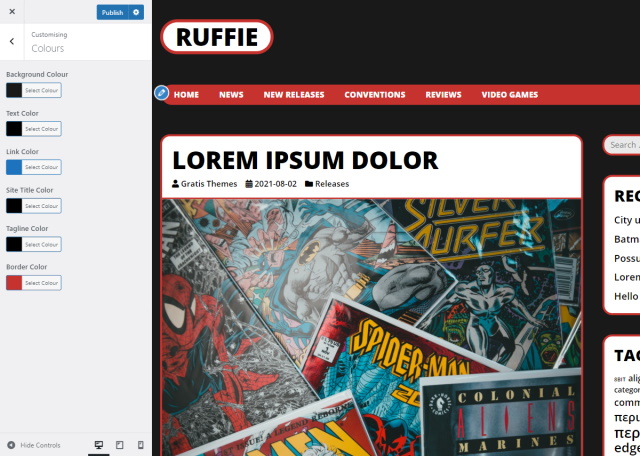 Publish
Customising
Colours
Background Colour
Select Colour
Text Color
Select Colour
Link Color
Select Colour
Site Title Color
Select Colour
Tagline Color
Select Colour
Border Color
Select Colour
Hide Controls
RUFFIE
HOME NEWS NEW RELEASES CONVENTIONS REVIEWS VIDEO GAMES
LOREM IPSUM DOLOR
Gratis Themes 2021-08-02 Releases
SILVER
SURFER
SPIDER-MAN
COLONIAL
ALIENS
MARINES
Search ...
REC
City u
Batm
Possu
Lorem
Hello
TAG
8BIT alig
categor
comm
περι
περ
edge